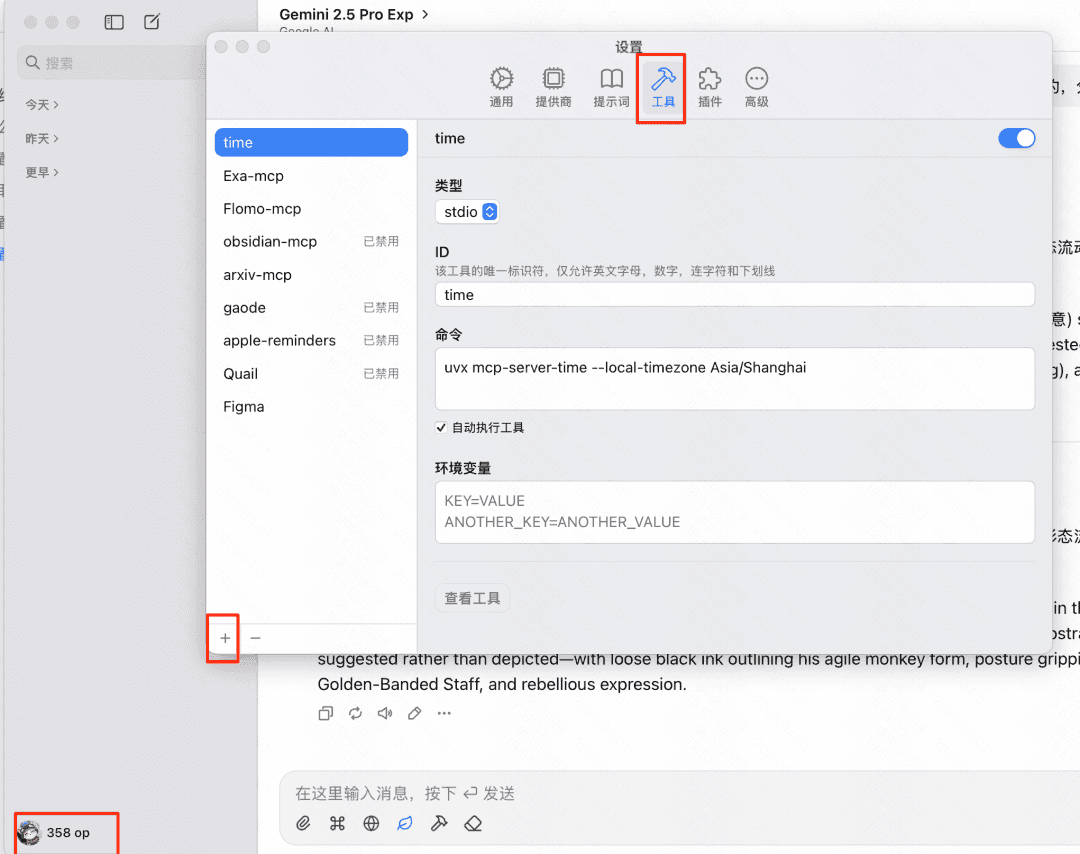 Gemini 2.5 Pro Exp
搜索
今天
昨天
更早
358 op
设置
通用
提供商
提示词
工具
插件
高级
time
Exa-mcp
Flomo-mcp
obsidian-mcp 已禁用
arxiv-mcp
gaode 已禁用
apple-reminders 已禁用
Quail 已禁用
Figma
+ −
time
类型
stdio
ID
该工具的唯一标识符，仅允许英文字母，数字，连字符和下划线
time
命令
uvx mcp-server-time --local-timezone Asia/Shanghai
自动执行工具
环境变量
KEY=VALUE
ANOTHER_KEY=ANOTHER_VALUE
查看工具
suggested rather than depicted—with loose black ink outlining his agile monkey form, posture
Golden-Banded Staff, and rebellious expression.
在这里输入消息，按下 ⏎ 发送